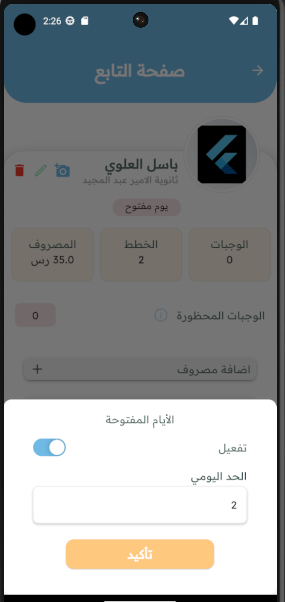 2:26
صفحة التابع
باسل العلوي
ثانوية الامير عبد المجيد
يوم مفتوح
الوجبات الخطط المصروف
0 2 35.0 رس
الوجبات المحظورة 0
اضافة مصروف +
الأيام المفتوحة
تفعيل
الحد اليومي
2
تأكيد